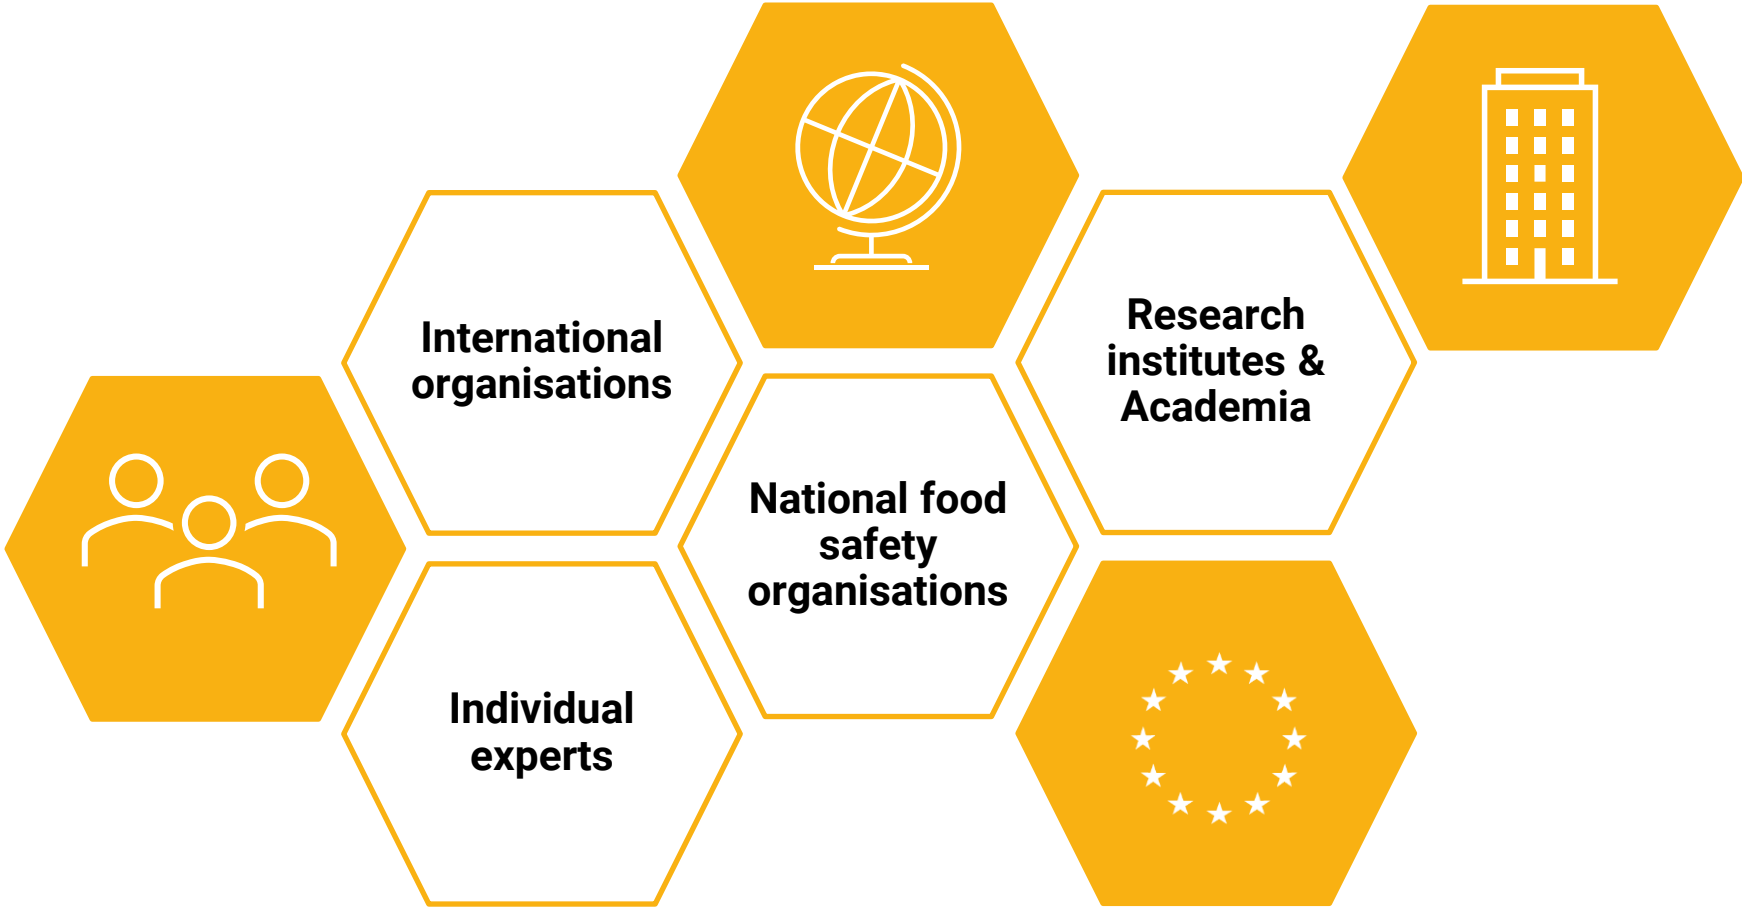 International
organisations
Research
institutes &
Academia
National food
safety
organisations
Individual
experts